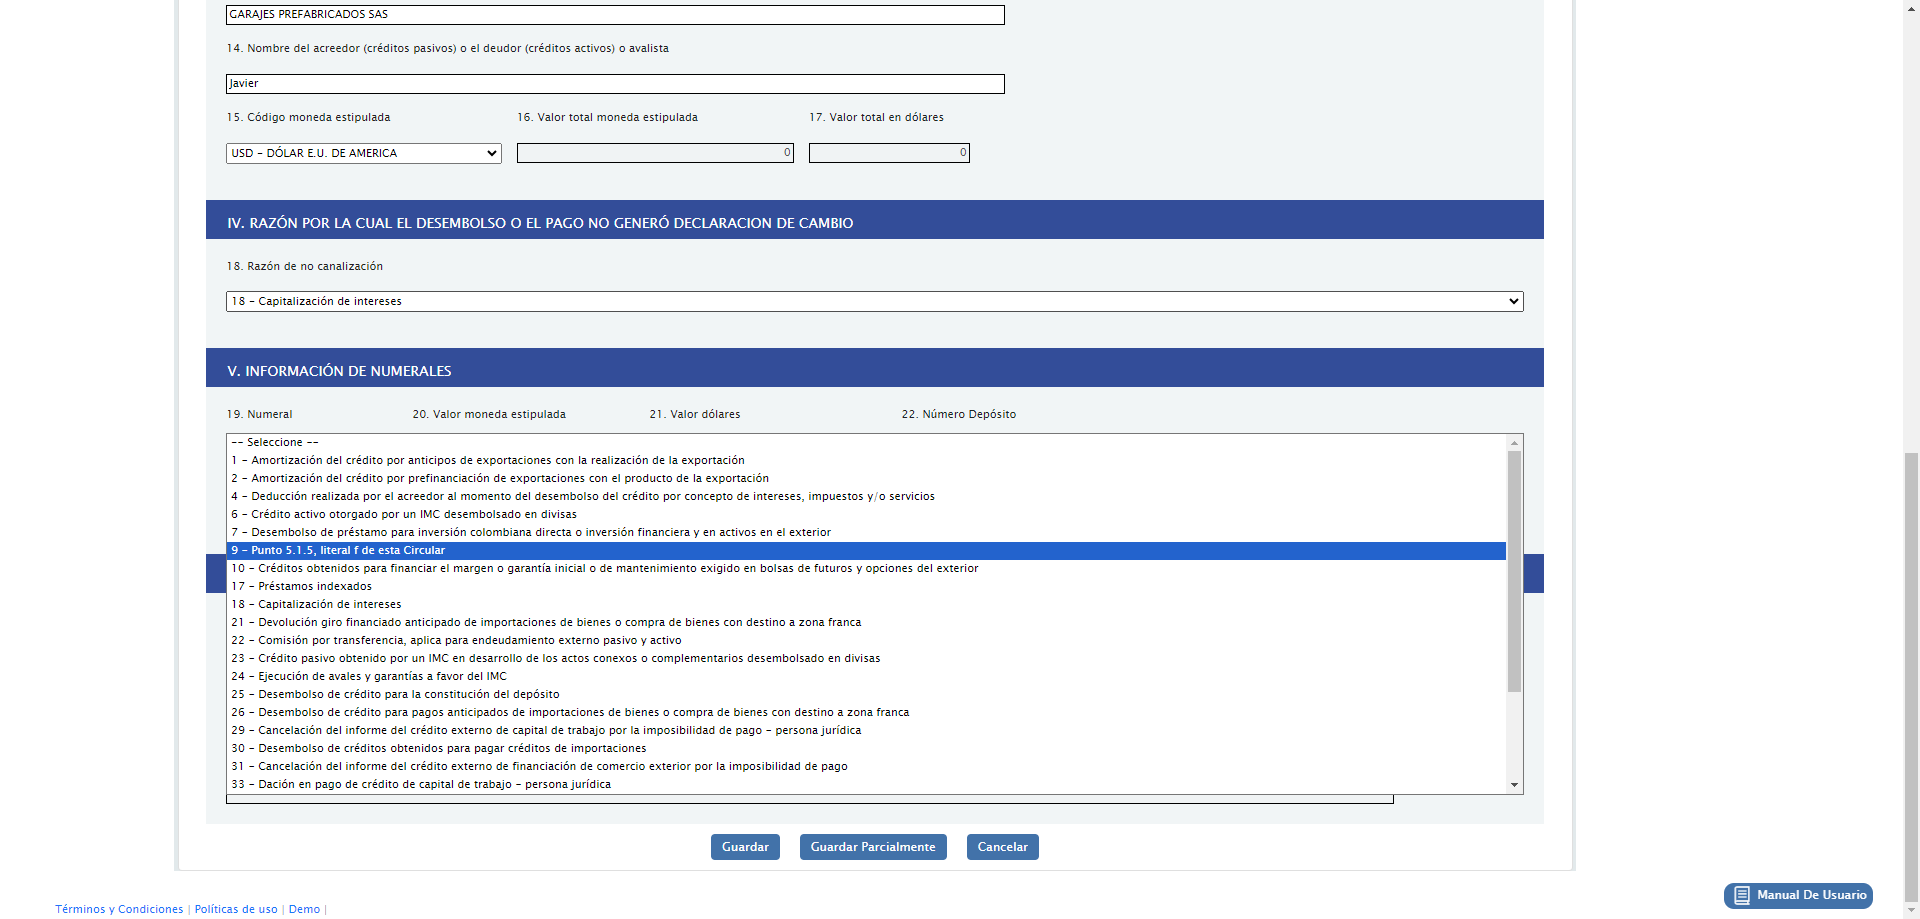 GARAJES PREFABRICADOS SAS
14. Nombre del acreedor (créditos pasivos) o el deudor (créditos activos) o avalista
Javier
15. Código moneda estipulada 16. Valor total moneda estipulada 17. Valor total en dólares
USD - DÓLAR E.U. DE AMERICA 0 0
IV. RAZÓN POR LA CUAL EL DESEMBOLSO O EL PAGO NO GENERÓ DECLARACION DE CAMBIO
18. Razón de no canalización
18 - Capitalización de intereses
V. INFORMACIÓN DE NUMERALES
19. Numeral 20. Valor moneda estipulada 21. Valor dólares 22. Número Depósito
-- Seleccione --
1 - Amortización del crédito por anticipos de exportaciones con la realización de la exportación
2 - Amortización del crédito por prefinanciación de exportaciones con el producto de la exportación
4 - Deducción realizada por el acreedor al momento del desembolso del crédito por concepto de intereses, impuestos y/o servicios
6 - Crédito activo otorgado por un IMC desembolsado en divisas
7 - Desembolso de préstamo para inversión colombiana directa o inversión financiera y en activos en el exterior
9 - Punto 5.1.5, literal f de esta Circular
10 - Créditos obtenidos para financiar el margen o garantía inicial o de mantenimiento exigido en bolsas de futuros y opciones del exterior
17 - Préstamos indexados
18 - Capitalización de intereses
21 - Devolución giro financiado anticipado de importaciones de bienes o compra de bienes con destino a zona franca
22 - Comisión por transferencia, aplica para endeudamiento externo pasivo y activo
23 - Crédito pasivo obtenido por un IMC en desarrollo de los actos conexos o complementarios desembolsado en divisas
24 - Ejecución de avales y garantías a favor del IMC
25 - Desembolso de crédito para la constitución del depósito
26 - Desembolso de crédito para pagos anticipados de importaciones de bienes o compra de bienes con destino a zona franca
29 - Cancelación del informe del crédito externo de capital de trabajo por la imposibilidad de pago - persona jurídica
30 - Desembolso de créditos obtenidos para pagar créditos de importaciones
31 - Cancelación del informe del crédito externo de financiación de comercio exterior por la imposibilidad de pago
33 - Dación en pago de crédito de capital de trabajo - persona jurídica
Guardar Guardar Parcialmente Cancelar
Manual De Usuario
Términos y Condiciones | Políticas de uso | Demo |